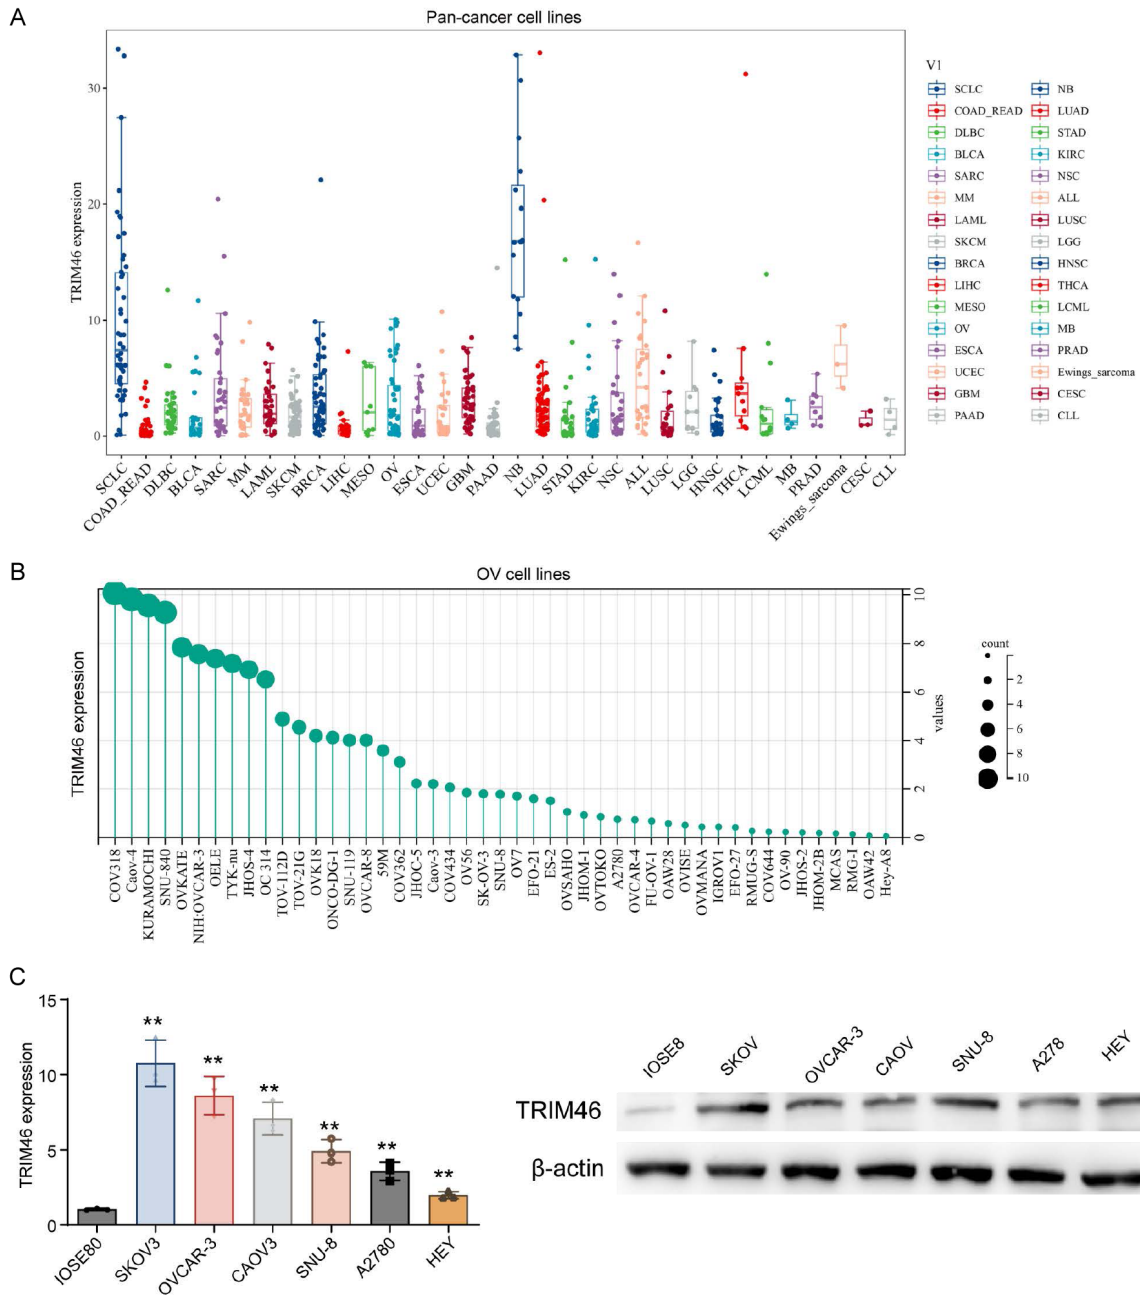 A
Pan-cancer cell lines
TRIM46 expression
30
20
10
0
SCLC
COAD_READ
DLBC
BLCA
SARC
MM
LAML
SKCM
BRCA
LIHC
MESO
OV
ESCA
UCEC
GBM
PAAD
NB
LUAD
STAD
KIRC
NSC
ALL
LUSC
LGG
HNSC
THCA
LCML
MB
PRAD
Ewings_sarcoma
CESC
CLL
V1
SCLC NB
COAD_READ LUAD
DLBC STAD
BLCA KIRC
SARC NSC
MM ALL
LAML LUSC
SKCM LGG
BRCA HNSC
LIHC THCA
MESO LCML
OV MB
ESCA PRAD
UCEC Ewings_sarcoma
GBM CESC
PAAD CLL
B
OV cell lines
TRIM46 expression
10
8
6
4
2
0
values
count
2
4
6
8
10
COV318
Caov-4
KURAMOCHI
SNU-840
OVKATE
NIH:OVCAR-3
OELE
TYK-nu
JHOS-4
OC 314
TOV-112D
TOV-21G
OVK18
ONCO-DG-1
SNU-119
OVCAR-8
59M
COV362
JHOC-5
Caov-3
COV434
OV56
SK-OV-3
SNU-8
OV7
EFO-21
ES-2
OVSAHO
JHOM-1
OVTOKO
A2780
OVCAR-4
FU-OV-1
OAW28
OVISE
OVMANA
IGROV1
EFO-27
RMUG-S
COV644
OV-90
JHOS-2
JHOM-2B
MCAS
RMG-I
OAW42
Hey-A8
C
TRIM46 expression
15
10
5
0
**
**
**
**
**
**
IOSE80
SKOV3
OVCAR-3
CAOV3
SNU-8
A2780
HEY
IOSE8
SKOV
OVCAR-3
CAOV
SNU-8
A278
HEY
TRIM46
β-actin